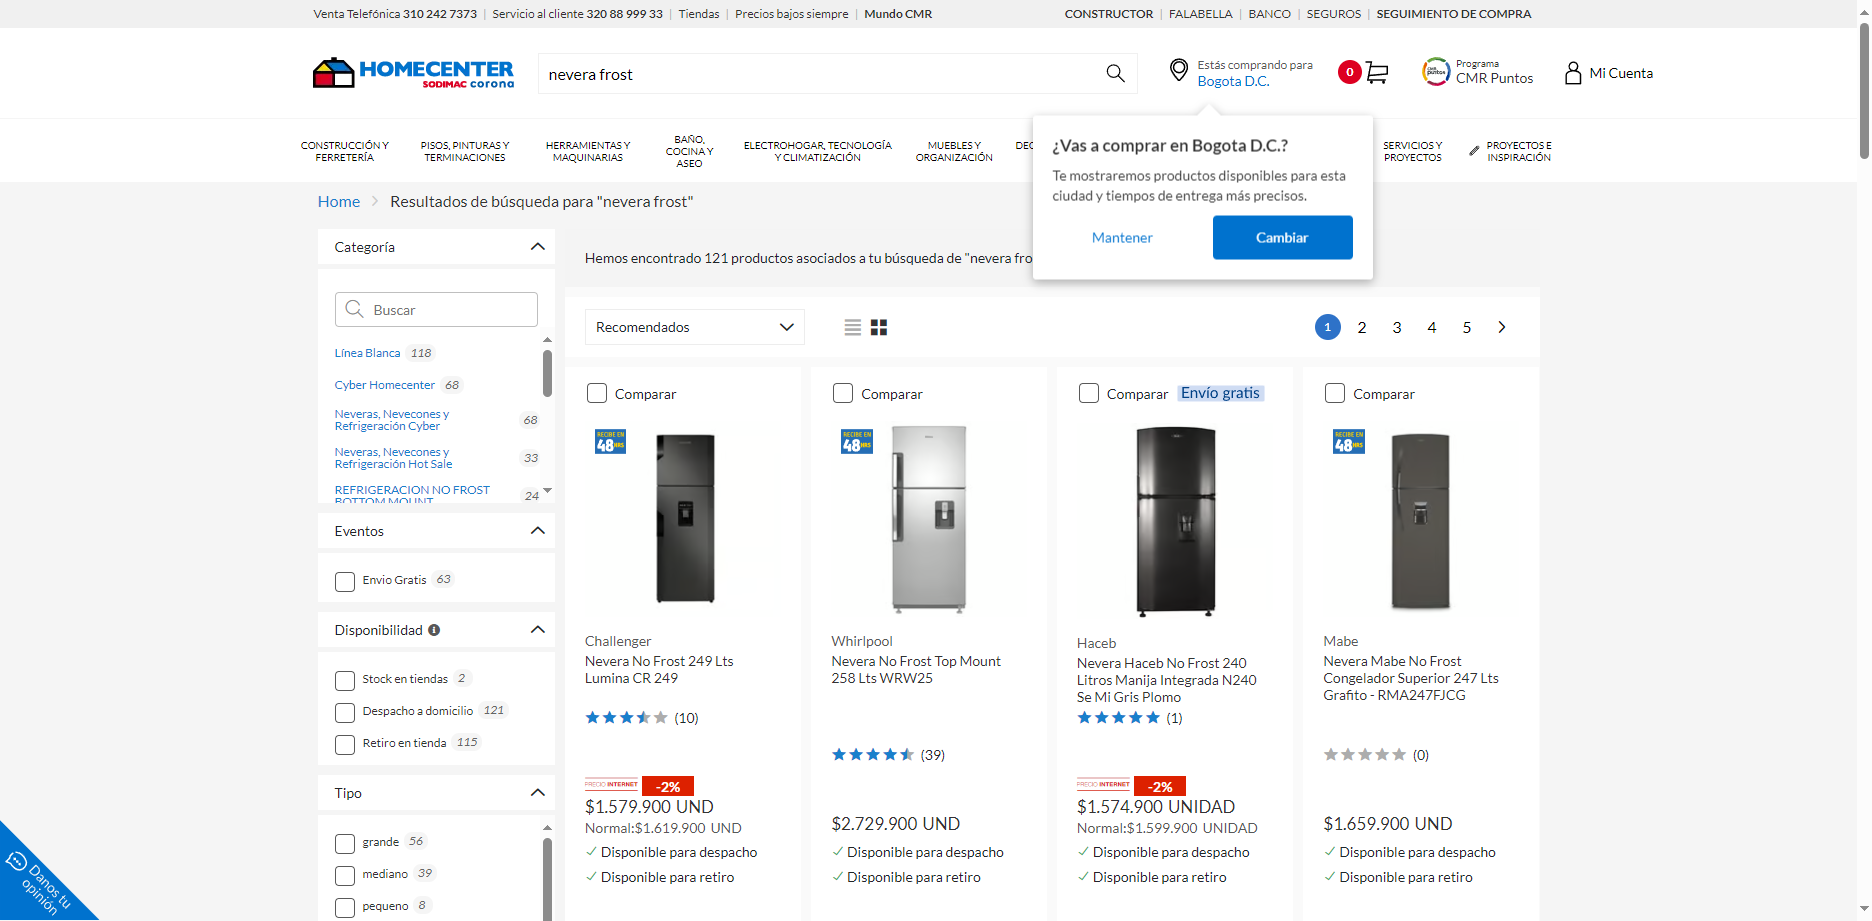 Venta Telefónica 310 242 7373 | Servicio al cliente 320 88 999 33 | Tiendas | Precios bajos siempre | Mundo CMR
CONSTRUCTOR | FALABELLA | BANCO | SEGUROS | SEGUIMIENTO DE COMPRA
HOMECENTER
SODIMAC corona
nevera frost
Estás comprando para
Bogota D.C.
0
CMR puntos
Programa
CMR Puntos
Mi Cuenta
CONSTRUCCIÓN Y
FERRETERÍA
PISOS, PINTURAS Y
TERMINACIONES
HERRAMIENTAS Y
MAQUINARIAS
BAÑO,
COCINA Y
ASEO
ELECTROHOGAR, TECNOLOGÍA
Y CLIMATIZACIÓN
MUEBLES Y
ORGANIZACIÓN
DEC
SERVICIOS Y
PROYECTOS
PROYECTOS E
INSPIRACIÓN
¿Vas a comprar en Bogota D.C.?
Te mostraremos productos disponibles para esta
ciudad y tiempos de entrega más precisos.
Mantener
Cambiar
Home > Resultados de búsqueda para "nevera frost"
Categoría
Buscar
Línea Blanca 118
Cyber Homecenter 68
Neveras, Nevecones y
Refrigeración Cyber 68
Neveras, Nevecones y
Refrigeración Hot Sale 33
REFRIGERACION NO FROST
BOTTOM MOUNT 24
Eventos
Envio Gratis 63
Disponibilidad
Stock en tiendas 2
Despacho a domicilio 121
Retiro en tienda 115
Tipo
grande 56
mediano 39
pequeno 8
Danos tu
opinión
Hemos encontrado 121 productos asociados a tu búsqueda de "nevera fro
Recomendados
1 2 3 4 5
Comparar
RECIBE EN
48 HRS
Challenger
Nevera No Frost 249 Lts
Lumina CR 249
(10)
PRECIO INTERNET -2%
$1.579.900 UND
Normal:$1.619.900 UND
Disponible para despacho
Disponible para retiro
Comparar
RECIBE EN
48 HRS
Whirlpool
Nevera No Frost Top Mount
258 Lts WRW25
(39)
$2.729.900 UND
Disponible para despacho
Disponible para retiro
Comparar Envío gratis
Haceb
Nevera Haceb No Frost 240
Litros Manija Integrada N240
Se Mi Gris Plomo
(1)
PRECIO INTERNET -2%
$1.574.900 UNIDAD
Normal:$1.599.900 UNIDAD
Disponible para despacho
Disponible para retiro
Comparar
RECIBE EN
48 HRS
Mabe
Nevera Mabe No Frost
Congelador Superior 247 Lts
Grafito - RMA247FJCG
(0)
$1.659.900 UND
Disponible para despacho
Disponible para retiro